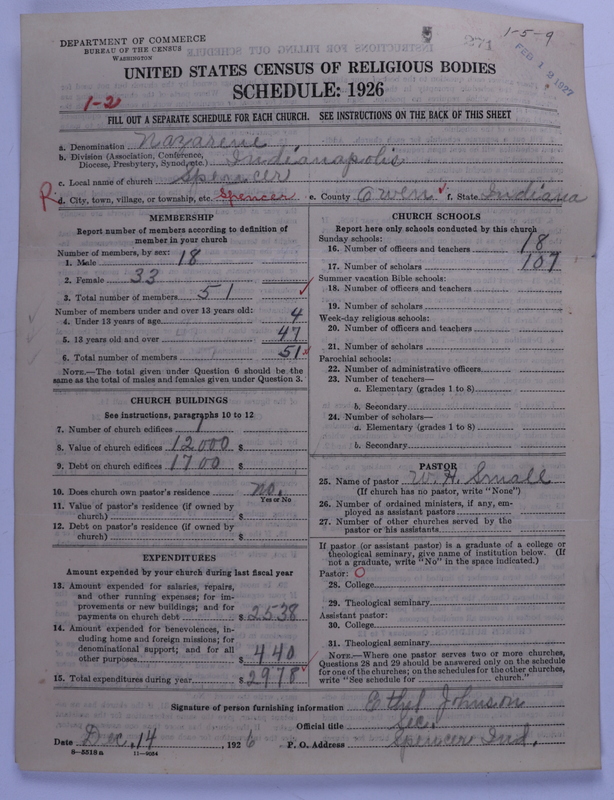 DEPARTMENT OF COMMERCE
BUREAU OF THE CENSUS
WASHINGTON
271
1-5-9
FEB 12 1927
UNITED STATES CENSUS OF RELIGIOUS BODIES
SCHEDULE: 1926
1-2
FILL OUT A SEPARATE SCHEDULE FOR EACH CHURCH. SEE INSTRUCTIONS ON THE BACK OF THIS SHEET
a. Denomination Nazarene
b. Division (Association, Conference, Diocese, Presbytery, Synod, etc.) Indianapolis
c. Local name of church Spencer
R d. City, town, village, or township, etc. Spencer e. County Owen f. State Indiana
MEMBERSHIP
Report number of members according to definition of
member in your church
Number of members, by sex:
1. Male 18
2. Female 33
3. Total number of members 51
Number of members under and over 13 years old:
4. Under 13 years of age 4
5. 13 years old and over 47
6. Total number of members 51
NOTE.—The total given under Question 6 should be
same as the total of males and females given under Question 3.
CHURCH BUILDINGS
See instructions, paragraphs 10 to 12
7. Number of church edifices 1
8. Value of church edifices 12000 $
9. Debt on church edifices 1700 $
10. Does church own pastor's residence no.
Yes or No
11. Value of pastor's residence (if owned by
church) $
12. Debt on pastor's residence (if owned by
church) $
EXPENDITURES
Amount expended by your church during last fiscal year
13. Amount expended for salaries, repairs,
and other running expenses; for im-
provements or new buildings; and for
payments on church debt $ 2538
14. Amount expended for benevolences, in-
cluding home and foreign missions; for
denominational support; and for all
other purposes $ 440
15. Total expenditures during year $ 2978
CHURCH SCHOOLS
Report here only schools conducted by this church
Sunday schools:
16. Number of officers and teachers 18
17. Number of scholars 107
Summer vacation Bible schools:
18. Number of officers and teachers
19. Number of scholars
Week-day religious schools:
20. Number of officers and teachers
21. Number of scholars
Parochial schools:
22. Number of administrative officers
23. Number of teachers—
a. Elementary (grades 1 to 8)
b. Secondary
24. Number of scholars—
a. Elementary (grades 1 to 8)
b. Secondary
PASTOR
25. Name of pastor W. H. Small
(If church has no pastor, write "None")
26. Number of ordained ministers, if any, em-
ployed as assistant pastors
27. Number of other churches served by the
pastor or his assistants
If pastor (or assistant pastor) is a graduate of a college or
theological seminary, give name of institution below. (If
not a graduate, write "No" in the space indicated.)
Pastor: O
28. College
29. Theological seminary
Assistant pastor:
30. College
31. Theological seminary
NOTE.—Where one pastor serves two or more churches,
Questions 28 and 29 should be answered only on the schedule
for one of the churches; on the schedules for the other churches,
write "See schedule for church."
Signature of person furnishing information Ethel Johnson
Official title Sec.
Date Dec. 14 1926 P. O. Address Spencer Ind.
8-5518a 11-9034